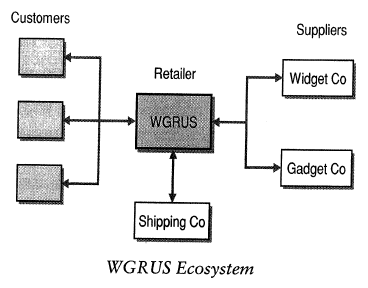 Customers
Suppliers
Retailer
Widget Co
WGRUS
Gadget Co
Shipping Co
WGRUS Ecosystem